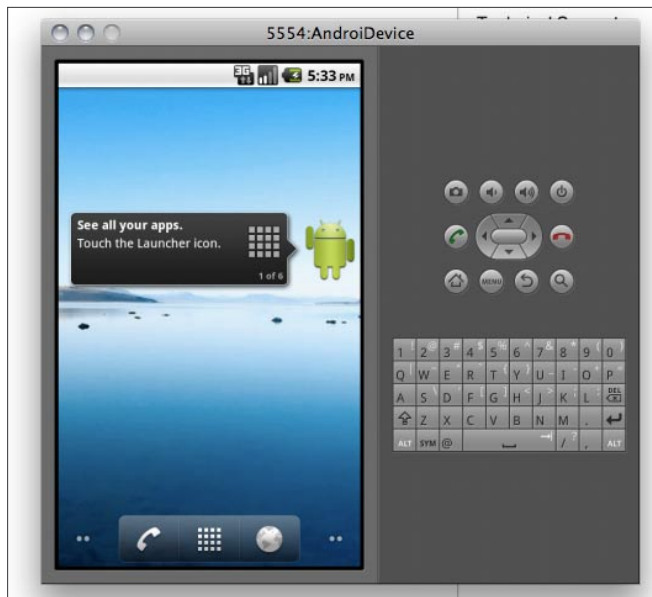 5554:AndroiDevice
3G 5:33 PM
See all your apps.
Touch the Launcher icon.
1 of 6
MENU
1 ! 2 @ 3 # 4 $ 5 % 6 ^ 7 & 8 * 9 ( 0 )
Q W E R T Y U I O P
A S D F G H J K L DEL
Z X C V B N M .
ALT SYM @ / ? , ALT